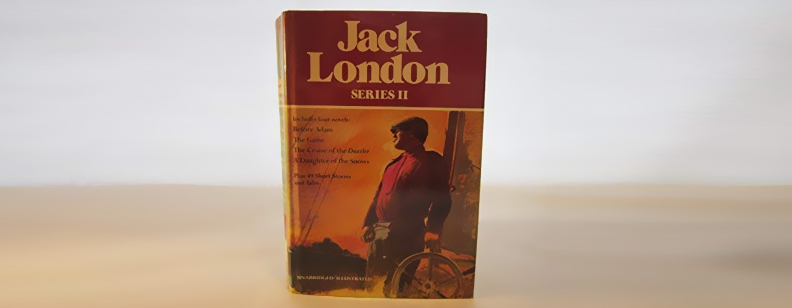 Jack
London
SERIES II
Includes four novels:
Before Adam
The Game
The Cruise of the Dazzler
A Daughter of the Snows
Plus 49 Short Stories
and Tales
UNABRIDGED/ILLUSTRATED